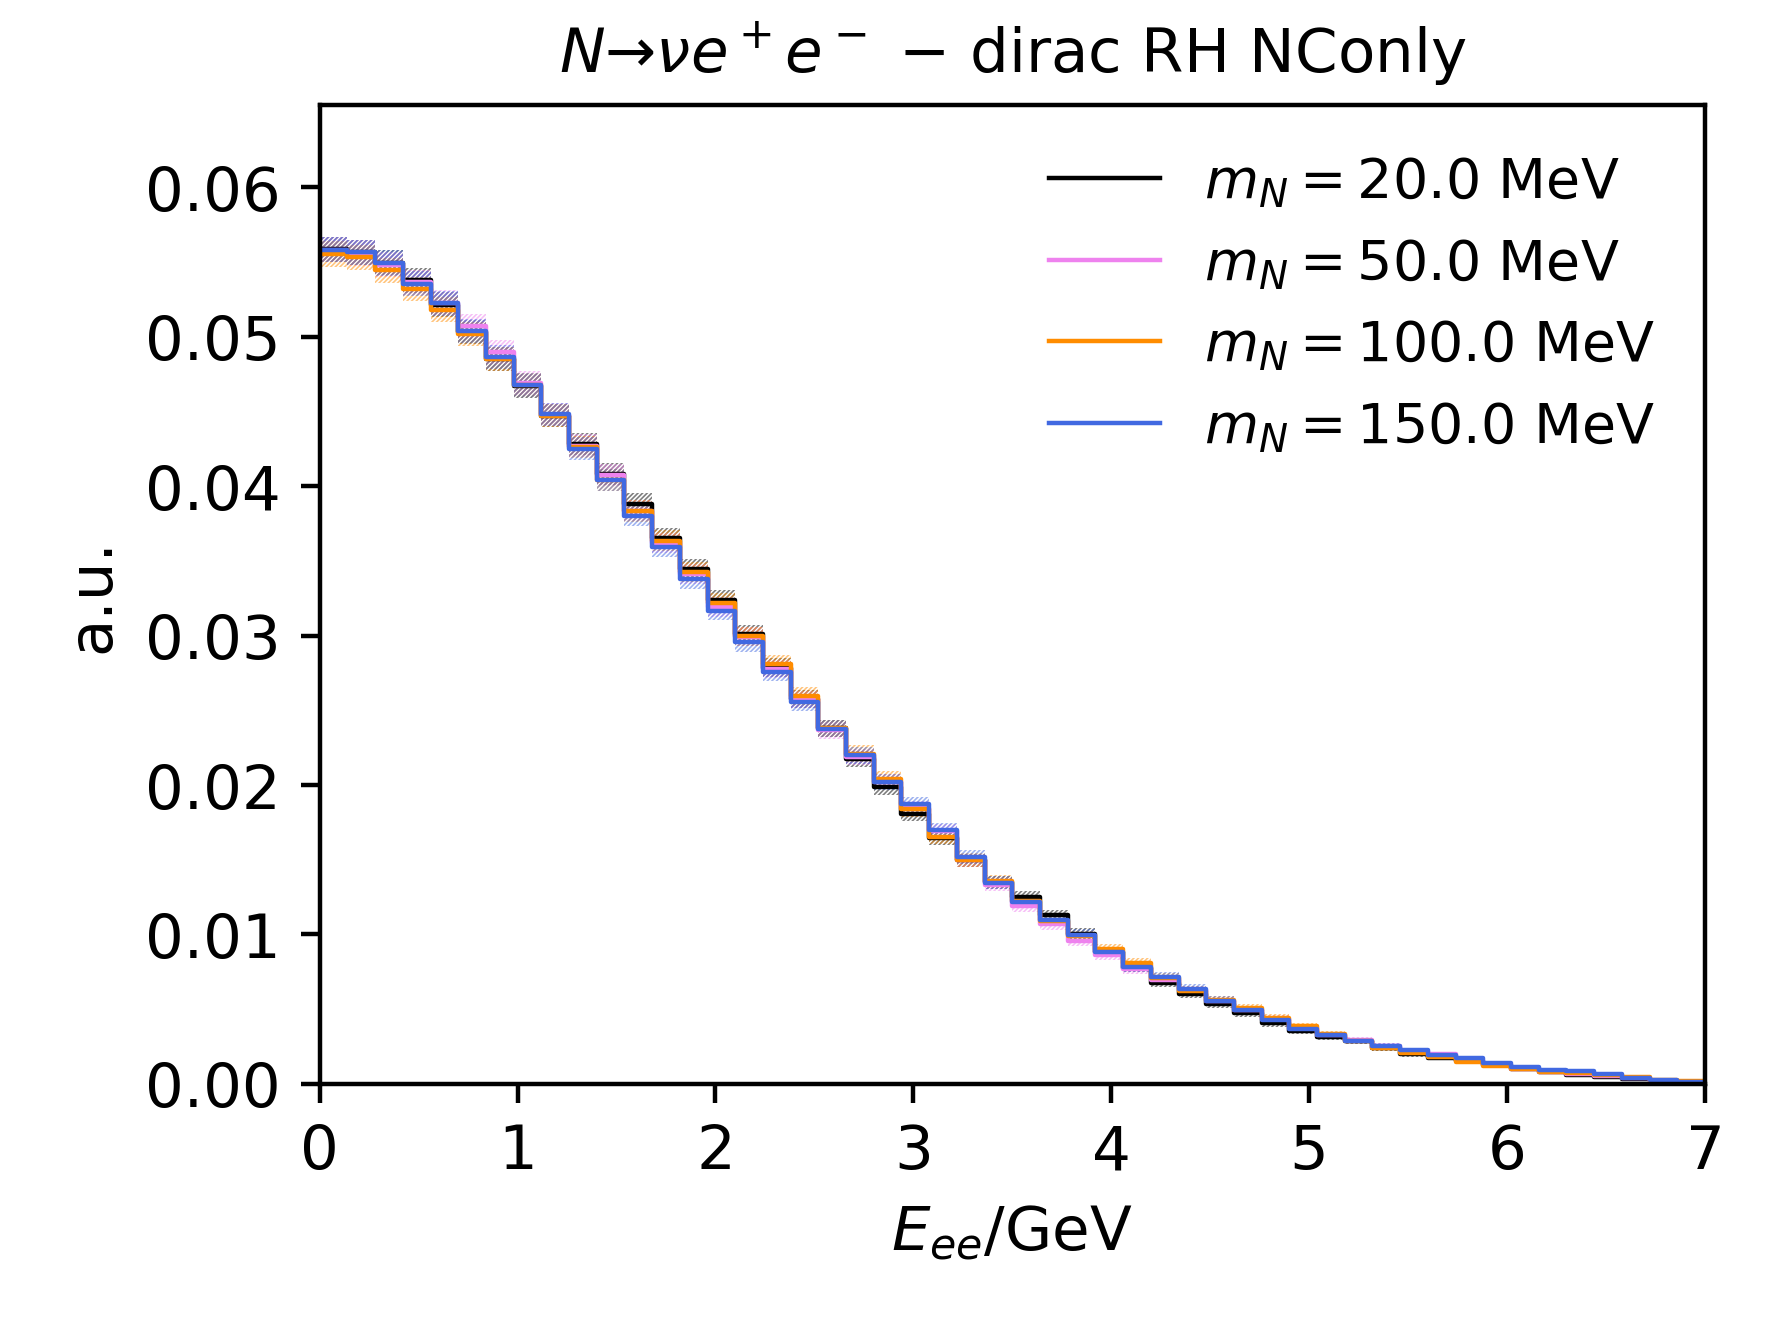 N→νe⁺e⁻ − dirac RH NConly
0.06
0.05
0.04
0.03
0.02
0.01
0.00
a.u.
m_N = 20.0 MeV
m_N = 50.0 MeV
m_N = 100.0 MeV
m_N = 150.0 MeV
0 1 2 3 4 5 6 7
E_ee/GeV